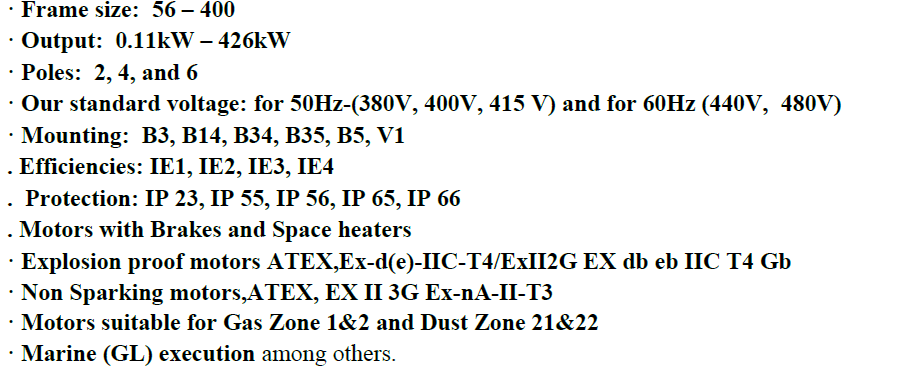 · Frame size:  56 – 400
· Output:  0.11kW – 426kW
· Poles:  2, 4, and 6
· Our standard voltage: for 50Hz-(380V, 400V, 415 V) and for 60Hz (440V,  480V)
· Mounting:  B3, B14, B34, B35, B5, V1
. Efficiencies: IE1, IE2, IE3, IE4
.  Protection: IP 23, IP 55, IP 56, IP 65, IP 66
. Motors with Brakes and Space heaters
· Explosion proof motors ATEX,Ex-d(e)-IIC-T4/ExII2G EX db eb IIC T4 Gb
· Non Sparking motors,ATEX, EX II 3G Ex-nA-II-T3
· Motors suitable for Gas Zone 1&2 and Dust Zone 21&22
· Marine (GL) execution among others.